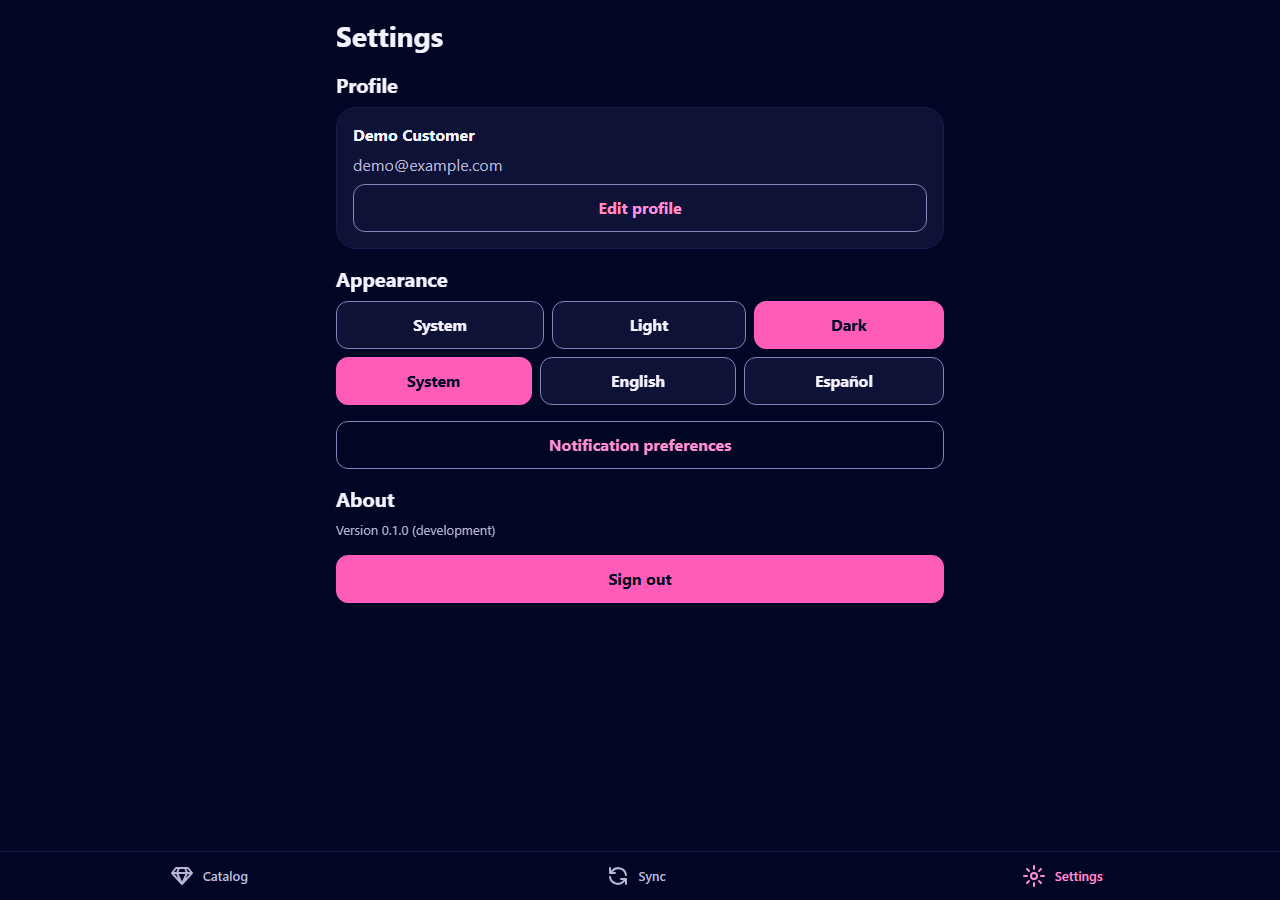 Settings
Profile
Demo Customer
demo@example.com
Edit profile
Appearance
System Light Dark
System English Español
Notification preferences
About
Version 0.1.0 (development)
Sign out
Catalog Sync Settings